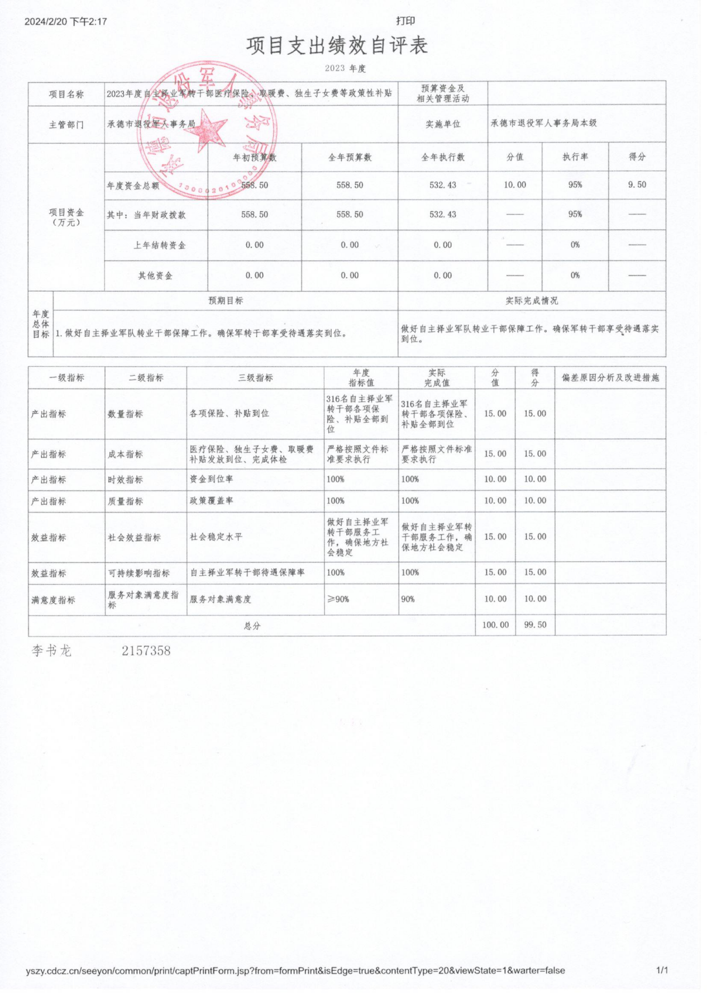 2024/2/20 下午2:17 打印
项目支出绩效自评表
2023 年度
项目名称 2023年度自主择业军转干部医疗保险、取暖费、独生子女费等政策性补贴 预算资金及
相关管理活动
主管部门 承德市退役军人事务局 实施单位 承德市退役军人事务局本级
承德市退役军人事务局
年初预算数 全年预算数 全年执行数 分值 执行率 得分
项目资金
（万元）
年度资金总额 558.50 558.50 532.43 10.00 95% 9.50
其中：当年财政拨款 558.50 558.50 532.43 —— 95% ——
上年结转资金 0.00 0.00 0.00 —— 0% ——
其他资金 0.00 0.00 0.00 —— 0% ——
年度
总体
目标
预期目标 实际完成情况
1.做好自主择业军队转业干部保障工作。确保军转干部享受待遇落实到位。
做好自主择业军队转业干部保障工作。确保军转干部享受待遇落实
到位。
一级指标 二级指标 三级指标 年度
指标值
实际
完成值
分
值
得
分
偏差原因分析及改进措施
产出指标 数量指标 各项保险、补贴到位
316名自主择业军
转干部各项保
险、补贴全部到
位
316名自主择业军
转干部各项保险、
补贴全部到位
15.00 15.00
产出指标 成本指标
医疗保险、独生子女费、取暖费
补贴发放到位、完成体检
严格按照文件标
准要求执行
严格按照文件标准
要求执行
15.00 15.00
产出指标 时效指标 资金到位率 100% 100% 10.00 10.00
产出指标 质量指标 政策覆盖率 100% 100% 10.00 10.00
效益指标 社会效益指标 社会稳定水平
做好自主择业军
转干部服务工
作，确保地方社
会稳定
做好自主择业军转
干部服务工作，确
保地方社会稳定
15.00 15.00
效益指标 可持续影响指标 自主择业军转干部待遇保障率 100% 100% 15.00 15.00
满意度指标
服务对象满意度指
标
服务对象满意度 ≥90% 90% 10.00 10.00
总分 100.00 99.50
李书龙 2157358
yszy.cdcz.cn/seeyon/common/print/captPrintForm.jsp?from=formPrint&isEdge=true&contentType=20&viewState=1&warter=false 1/1